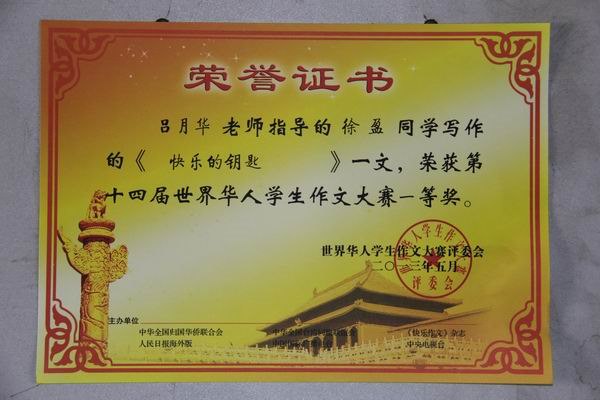 荣誉证书
吕月华 老师指导的 徐盈 同学写作
的《 快乐的钥匙 》一文，荣获第
十四届世界华人学生作文大赛一等奖。
世界华人学生作文大赛评委会
二〇一三年五月
评委会
主办单位
中华全国归国华侨联合会
人民日报海外版
《快乐作文》杂志
中央电视台